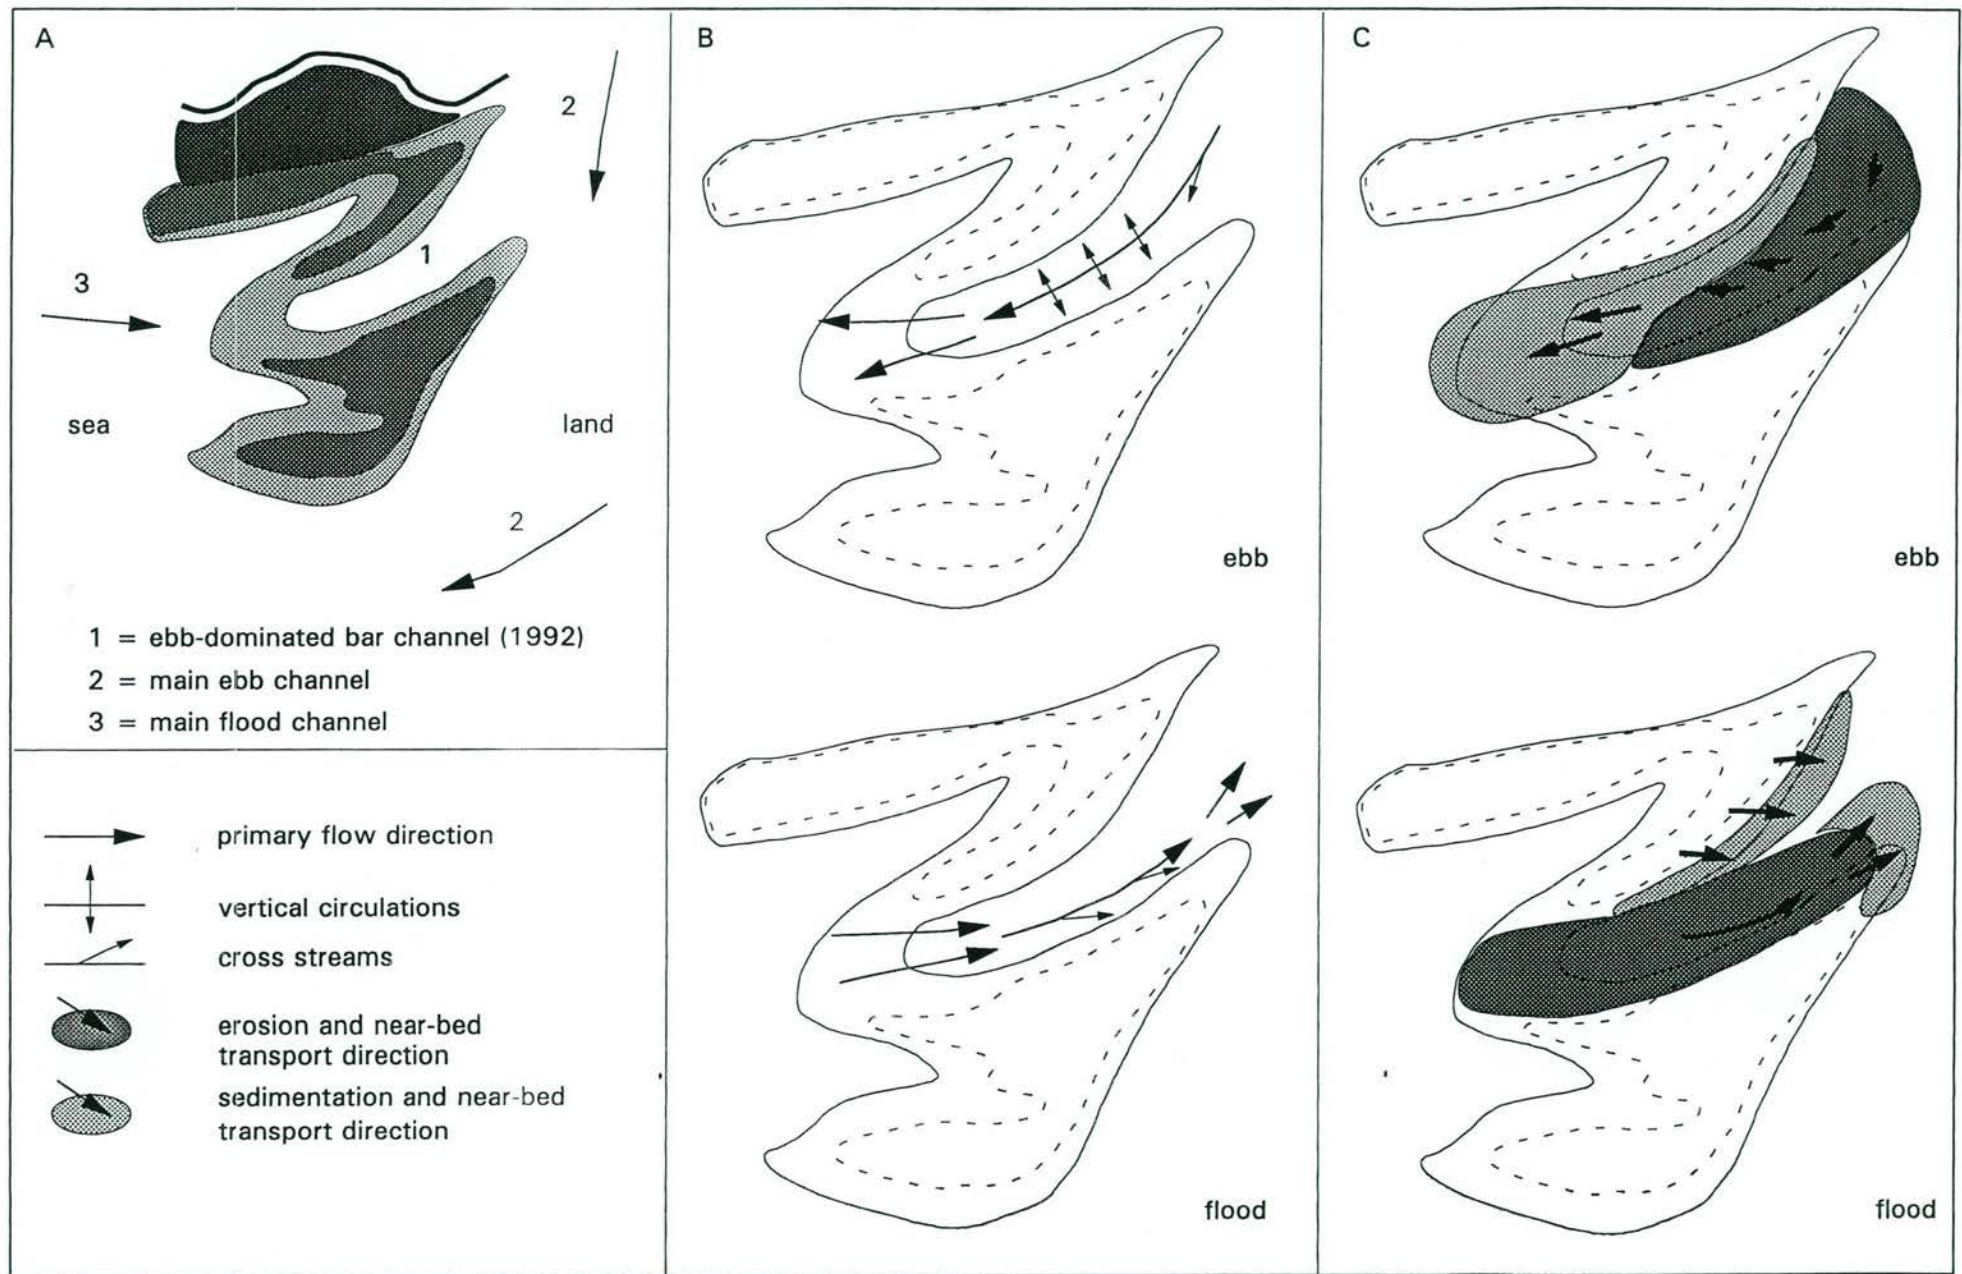 A
2
1
3
sea
land
2
1 = ebb-dominated bar channel (1992)
2 = main ebb channel
3 = main flood channel
primary flow direction
vertical circulations
cross streams
erosion and near-bed
transport direction
sedimentation and near-bed
transport direction
B
ebb
flood
C
ebb
flood